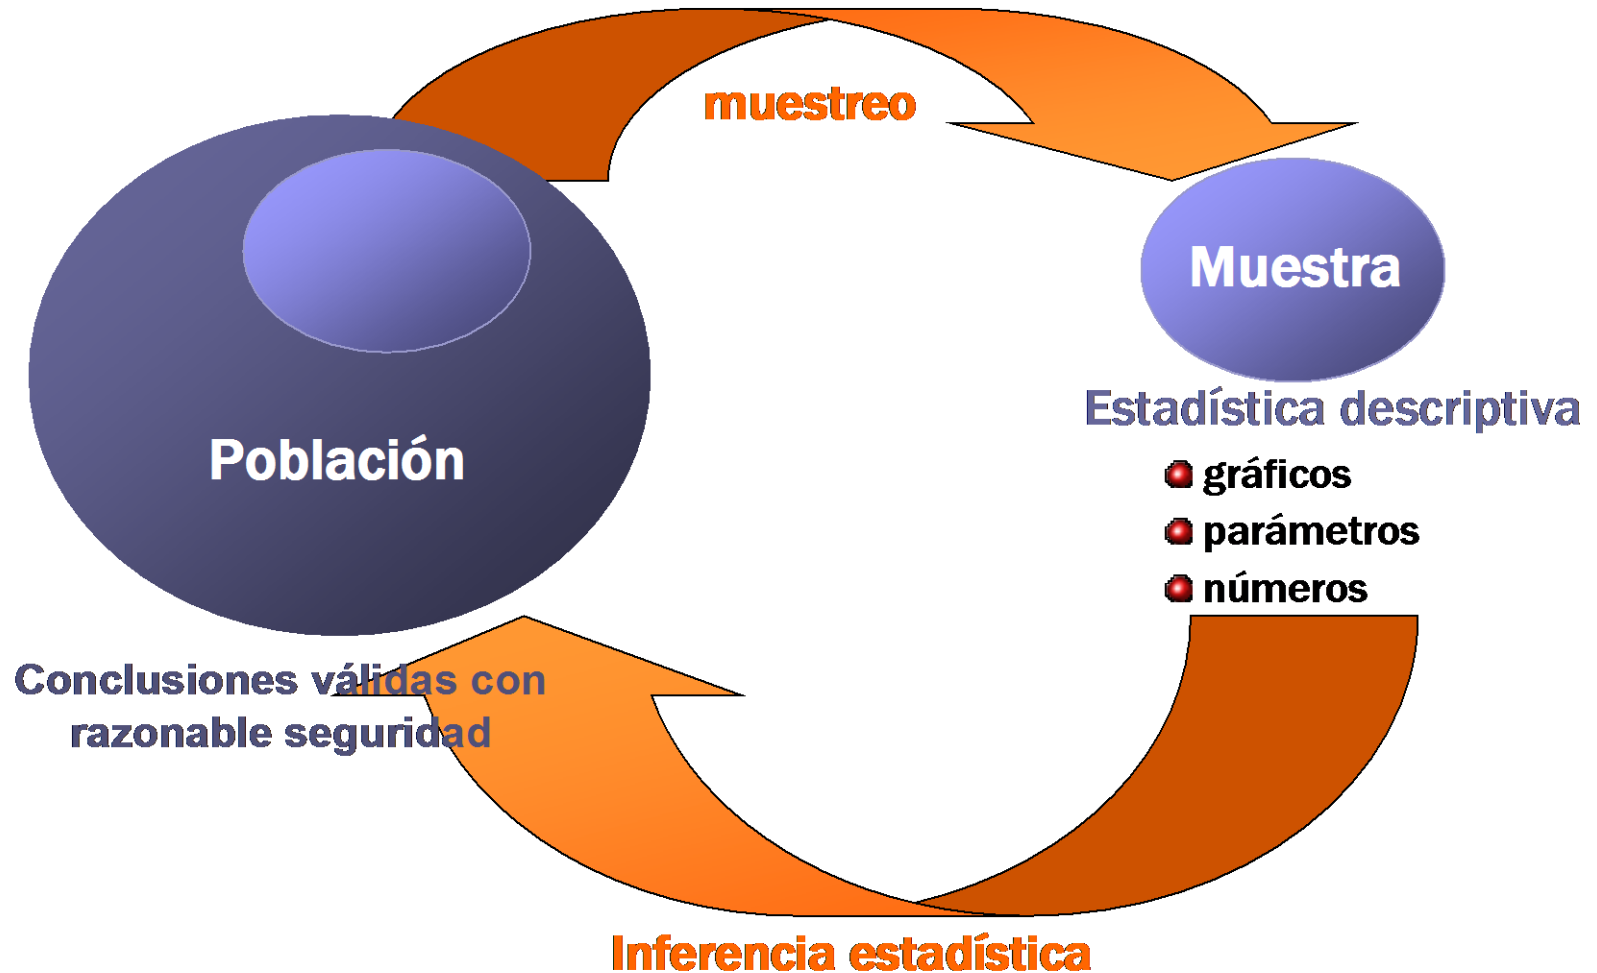 muestreo
Muestra
Población
Estadística descriptiva
gráficos
parámetros
números
Conclusiones válidas con
razonable seguridad
Inferencia estadística